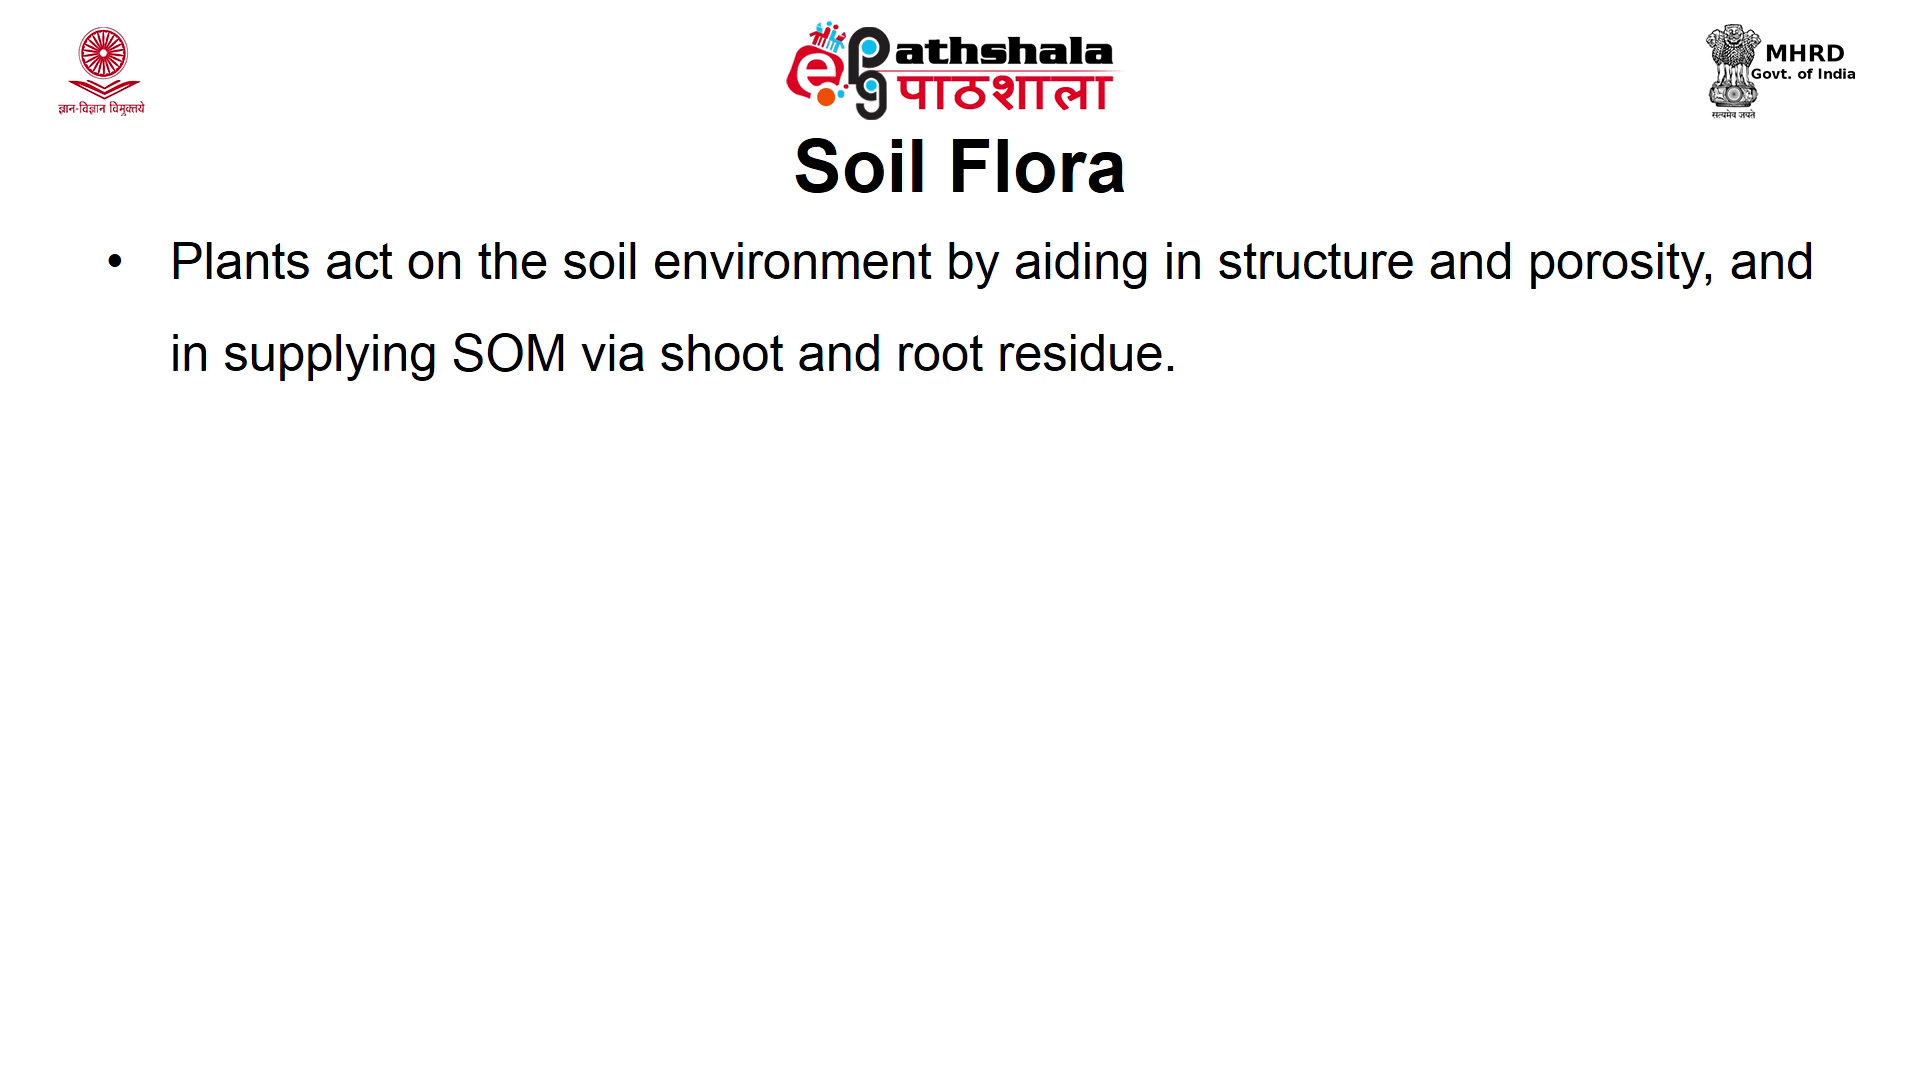 ज्ञान-विज्ञान विमुक्तये
e pg athshala
पाठशाला
MHRD
Govt. of India
सत्यमेव जयते
Soil Flora
• Plants act on the soil environment by aiding in structure and porosity, and
in supplying SOM via shoot and root residue.